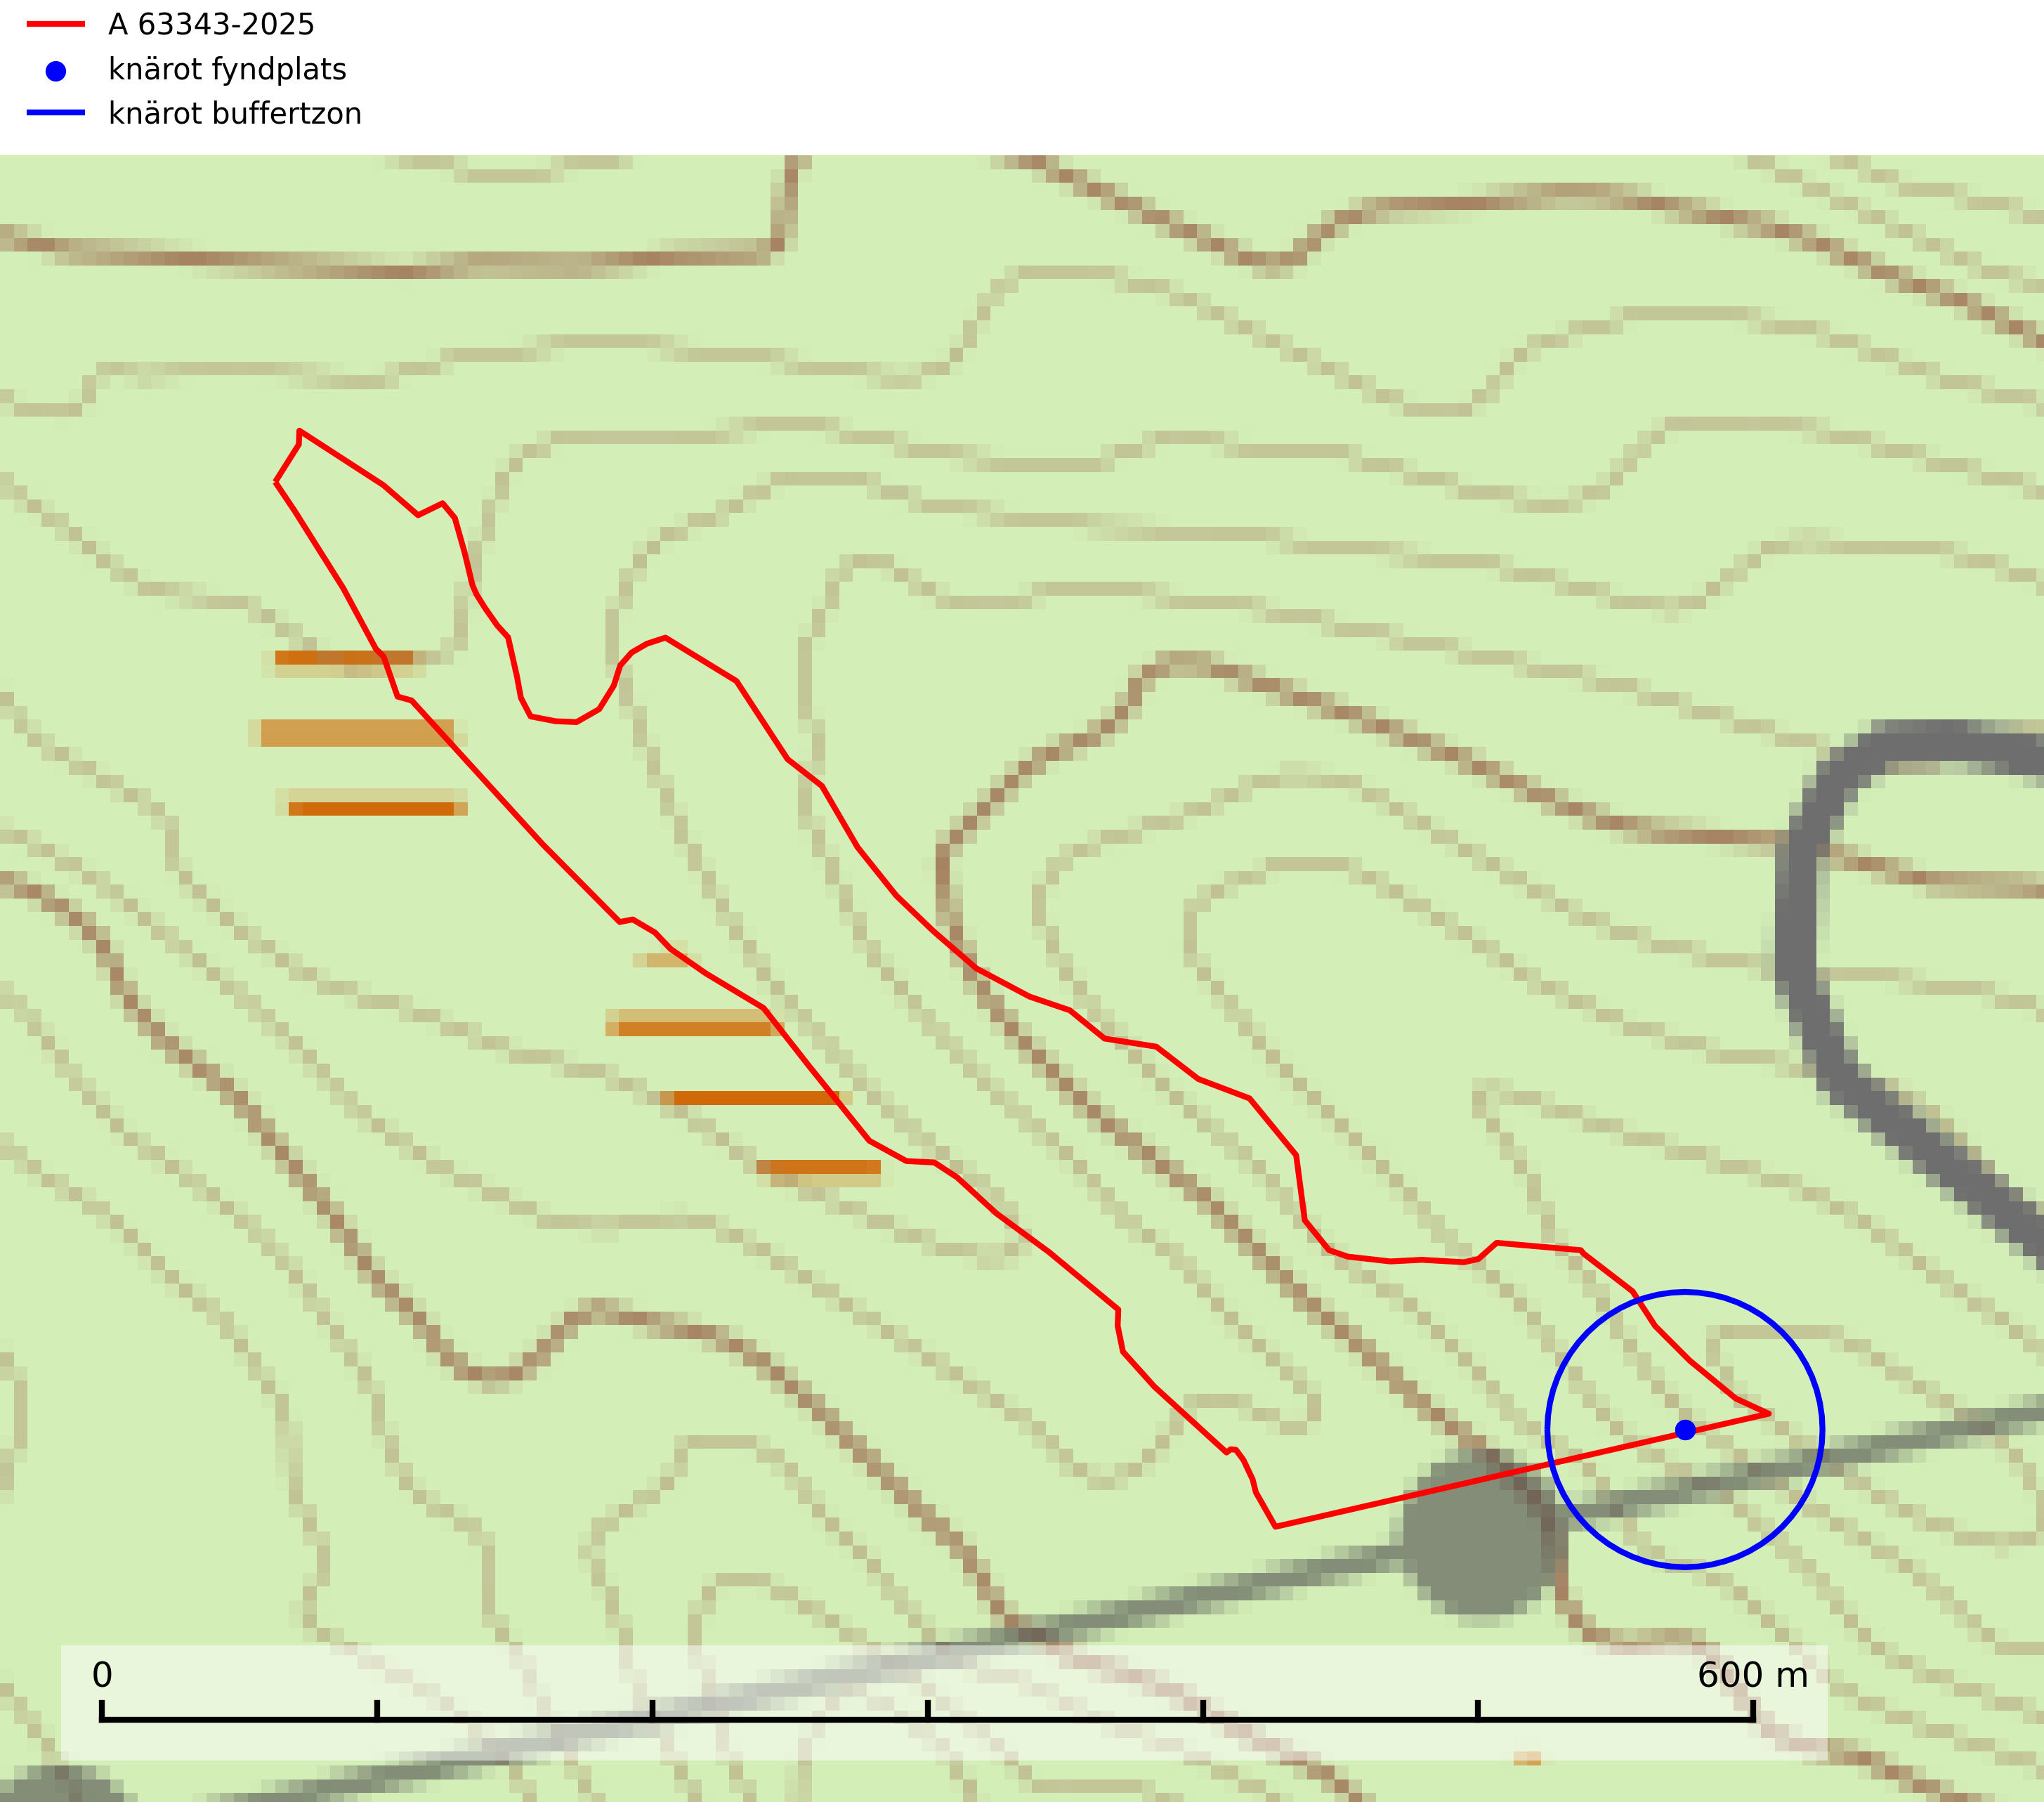 A 63343-2025
knärot fyndplats
knärot buffertzon
0 600 m